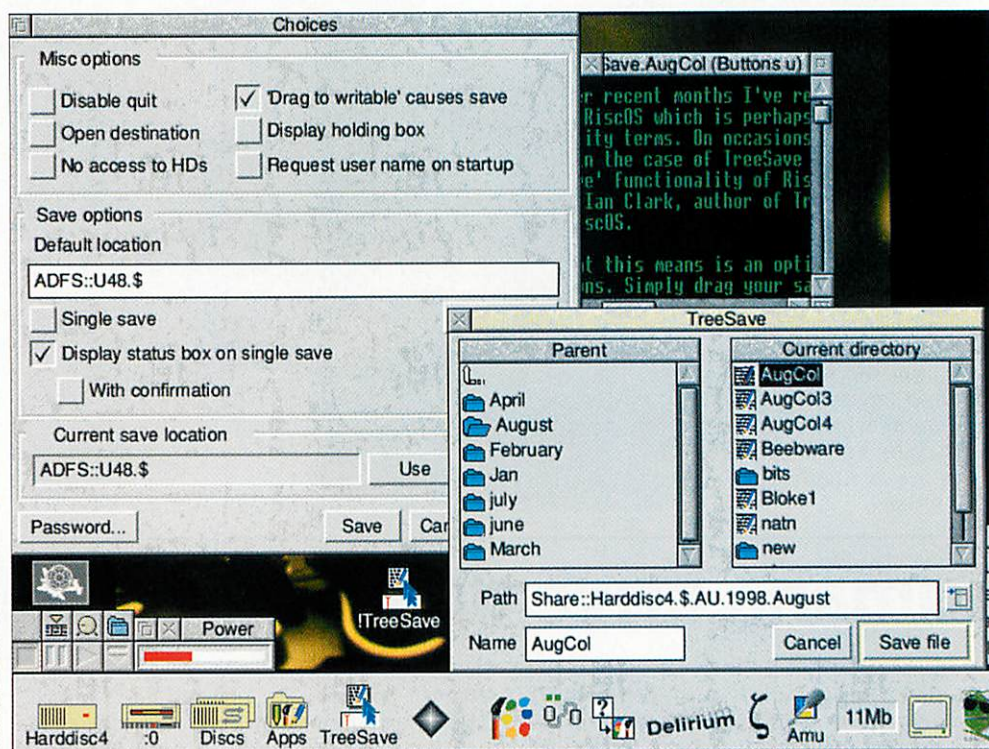 Choices
Misc options
Disable quit
'Drag to writable' causes save
Open destination
Display holding box
No access to HDs
Request user name on startup
Save options
Default location
ADFS::U48.$
Single save
Display status box on single save
With confirmation
Current save location
ADFS::U48.$
Use
Password...
Save
Save.AugCol (Buttons u)
r recent months I've re
RiscOS which is perhaps
ity terms. On occasions
n the case of TreeSave
e' functionality of Ris
Ian Clark, author of Tr
scOS.
t this means is an opti
ns. Simply drag your sa
TreeSave
Parent
April
August
February
Jan
july
june
March
Current directory
AugCol
AugCol3
AugCol4
Beebware
bits
Bloke1
natn
new
Path
Share::Harddisc4.$.AU.1998.August
Name
AugCol
Cancel
Save file
!TreeSave
Power
Harddisc4
:0
Discs
Apps
TreeSave
Delirium
Amu
11Mb